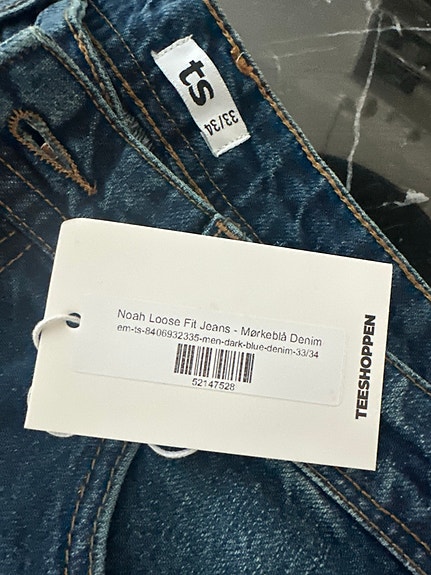 ts
33/34
Noah Loose Fit Jeans - Mørkeblå Denim
em-ts-8406932335-men-dark-blue-denim-33/34
52147528
TEESHOPPEN